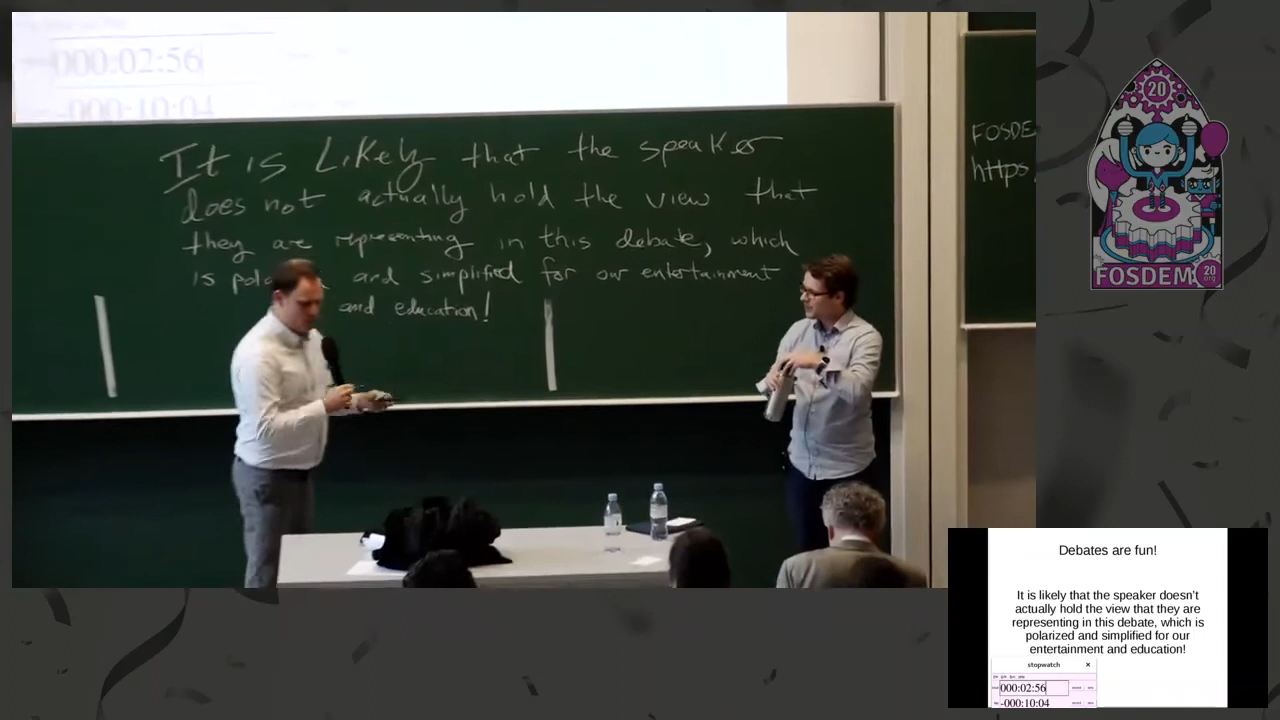 000:02:56
-000:10:04
It is Likely that the speaker
does not actually hold the view that
they are representing in this debate, which
is and simplified for our entertainment
and education!
FOSDE
https:
20
FOSDEM
20
.org
Debates are fun!
It is likely that the speaker doesn't
actually hold the view that they are
representing in this debate, which is
polarized and simplified for our
entertainment and education!
stopwatch
000:02:56
-000:10:04